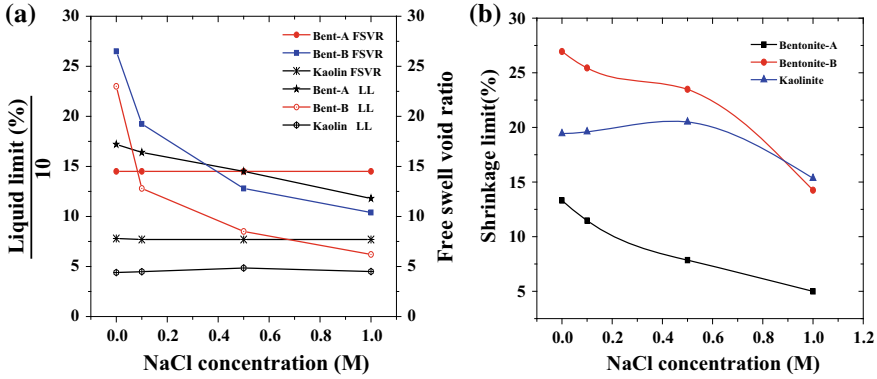 (a)
Liquid limit (%)
10
30
25
20
15
10
5
0
0.0 0.2 0.4 0.6 0.8 1.0
NaCl concentration (M)
Bent-A FSVR
Bent-B FSVR
Kaolin FSVR
Bent-A LL
Bent-B LL
Kaolin LL
30
25
20
15
10
5
0
Free swell void ratio
(b)
Shrinkage limit(%)
30
25
20
15
10
5
0.0 0.2 0.4 0.6 0.8 1.0
NaCl concentration (M)
Bentonite-A
Bentonite-B
Kaolinite